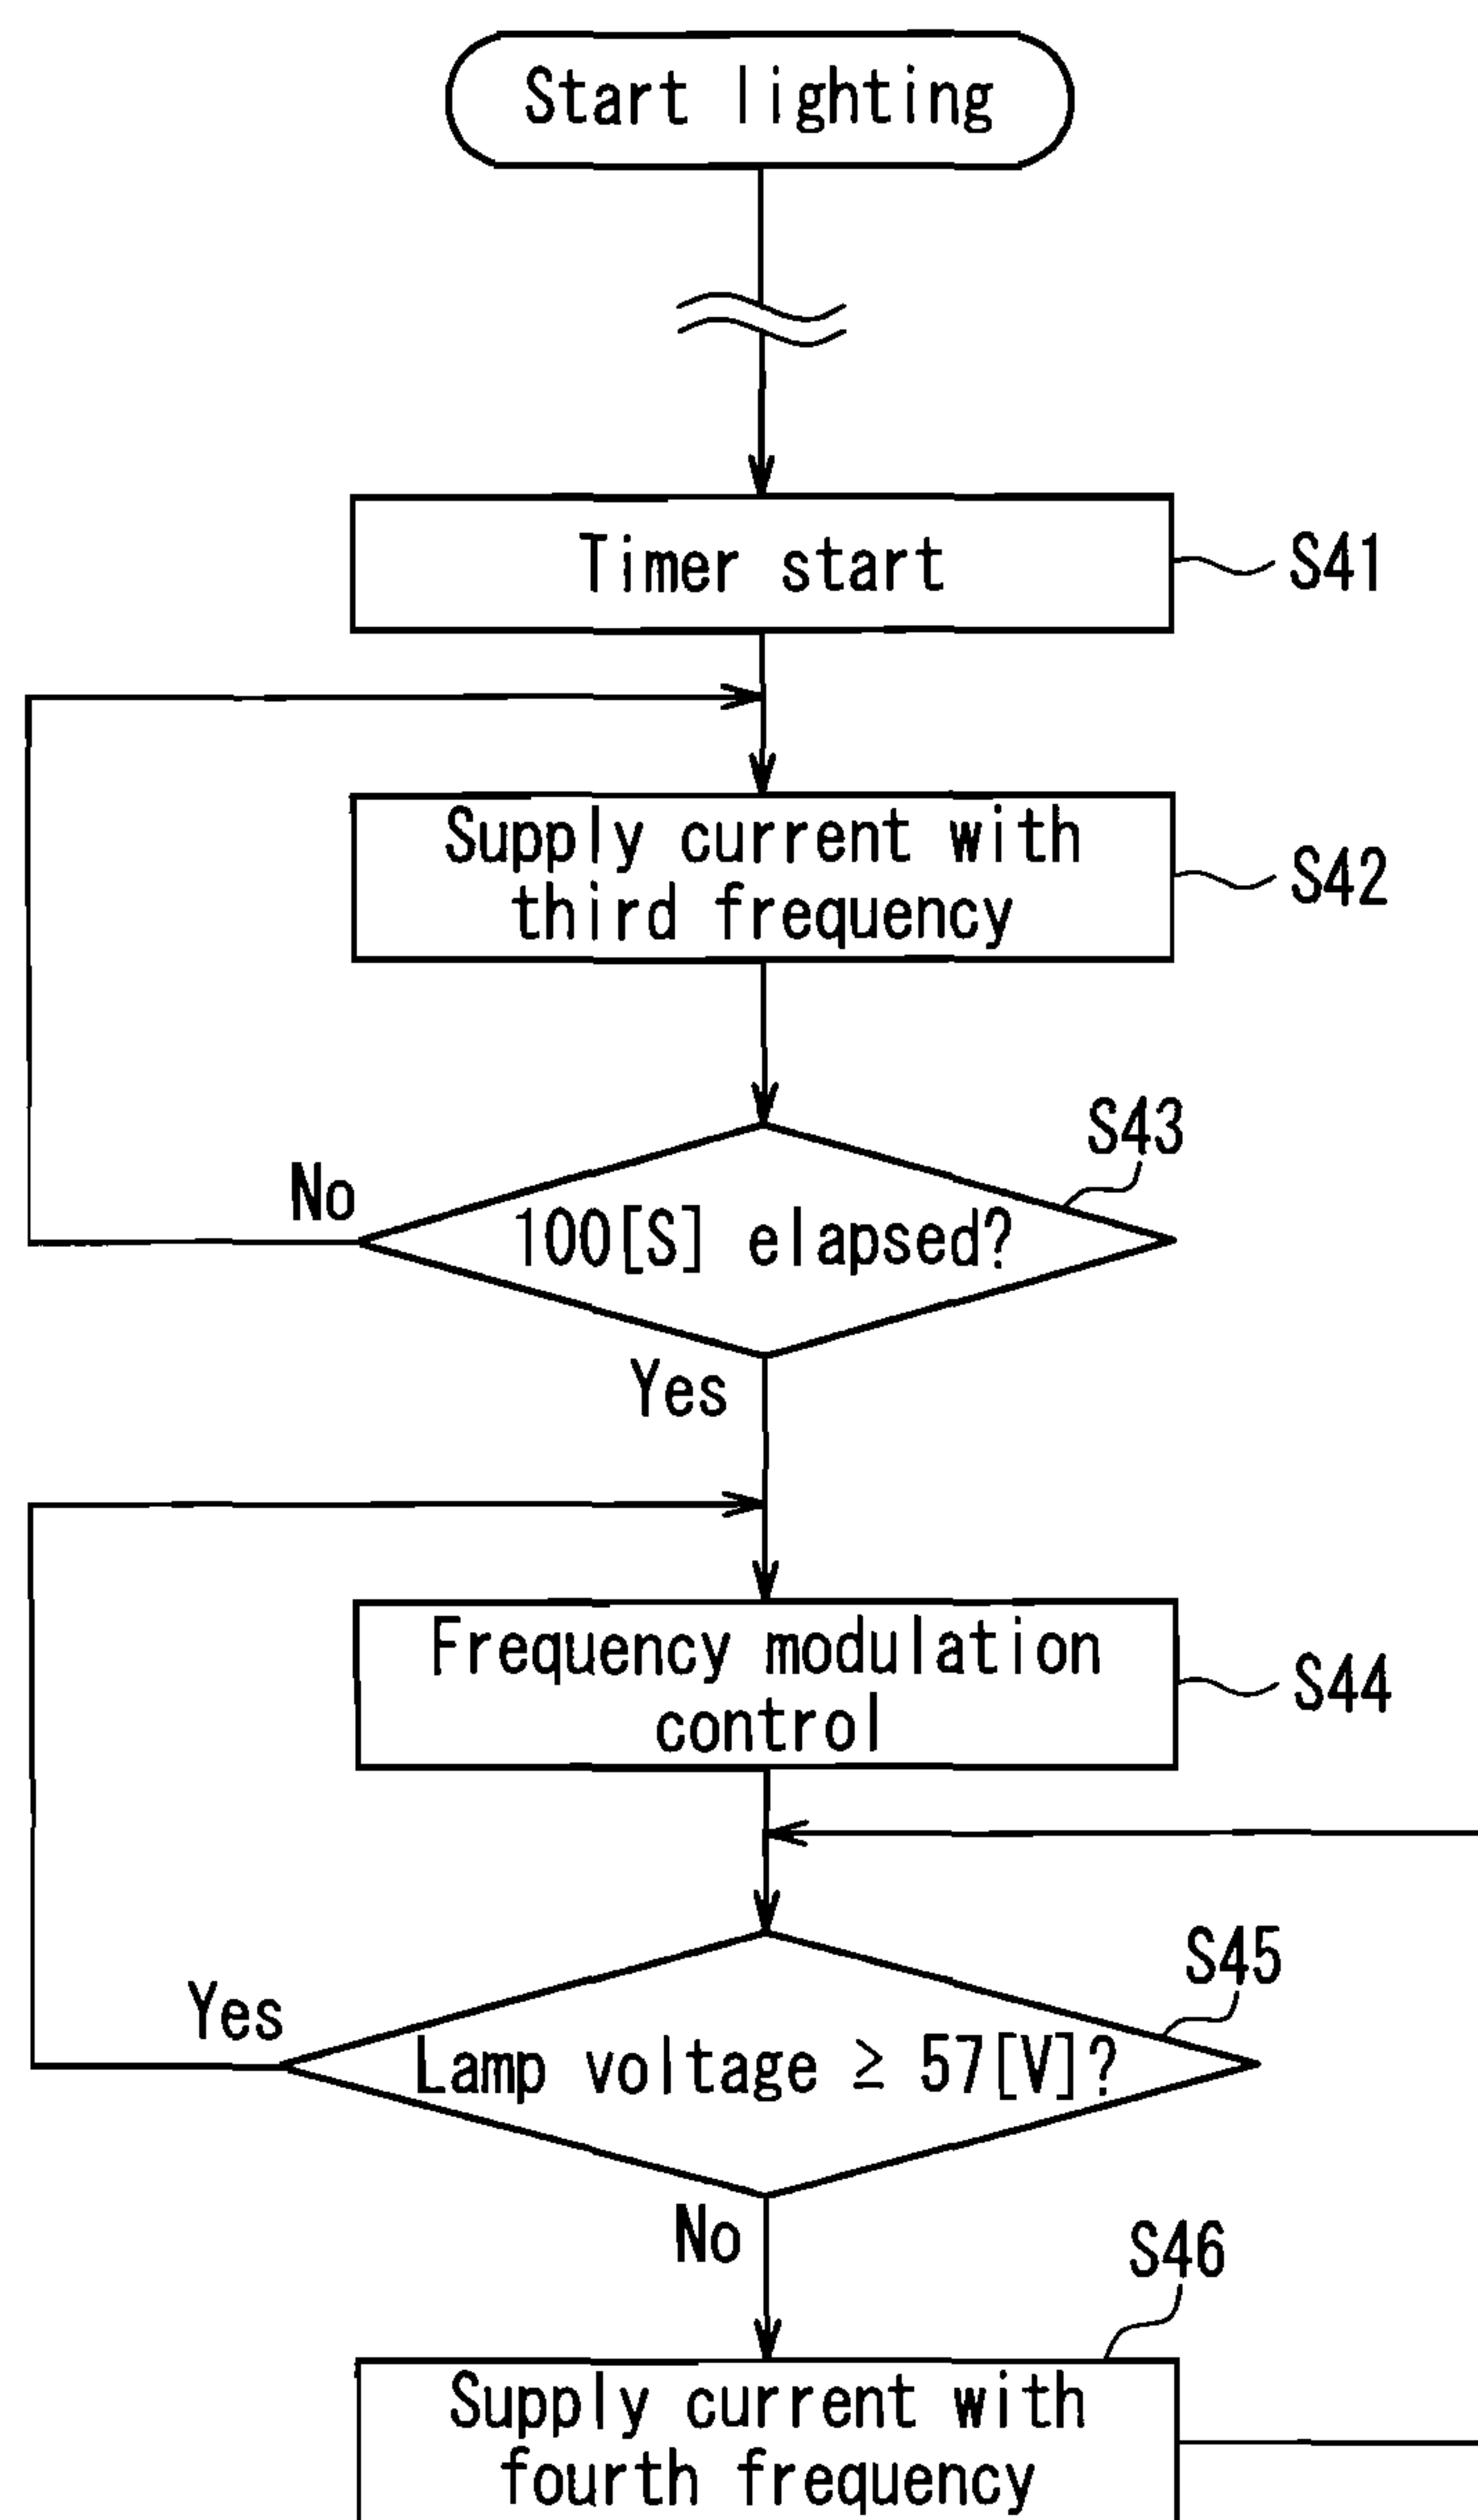 Start lighting
Timer start
S41
Supply current with
third frequency
S42
S43
No
100[S] elapsed?
Yes
Frequency modulation
control
S44
S45
Yes
Lamp voltage ≥ 57[V]?
No
S46
Supply current with
fourth frequency